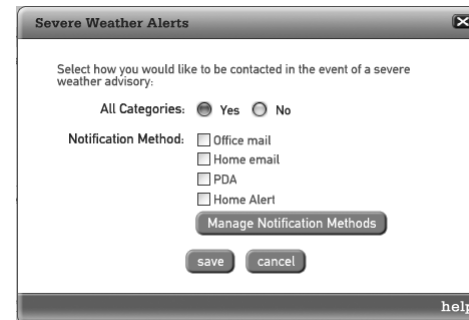 Severe Weather Alerts
Select how you would like to be contacted in the event of a severe
weather advisory:
All Categories: Yes No
Notification Method: Office mail
Home email
PDA
Home Alert
Manage Notification Methods
save cancel
help